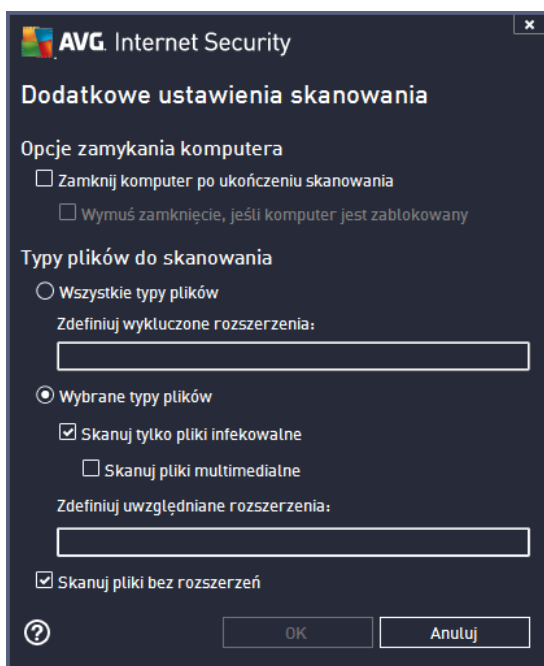 AVG. Internet Security
Dodatkowe ustawienia skanowania
Opcje zamykania komputera
Zamknij komputer po ukończeniu skanowania
Wymuś zamknięcie, jeśli komputer jest zablokowany
Typy plików do skanowania
Wszystkie typy plików
Zdefiniuj wykluczone rozszerzenia:
Wybrane typy plików
Skanuj tylko pliki infekowalne
Skanuj pliki multimedialne
Zdefiniuj uwzględniane rozszerzenia:
Skanuj pliki bez rozszerzeń
? OK Anuluj